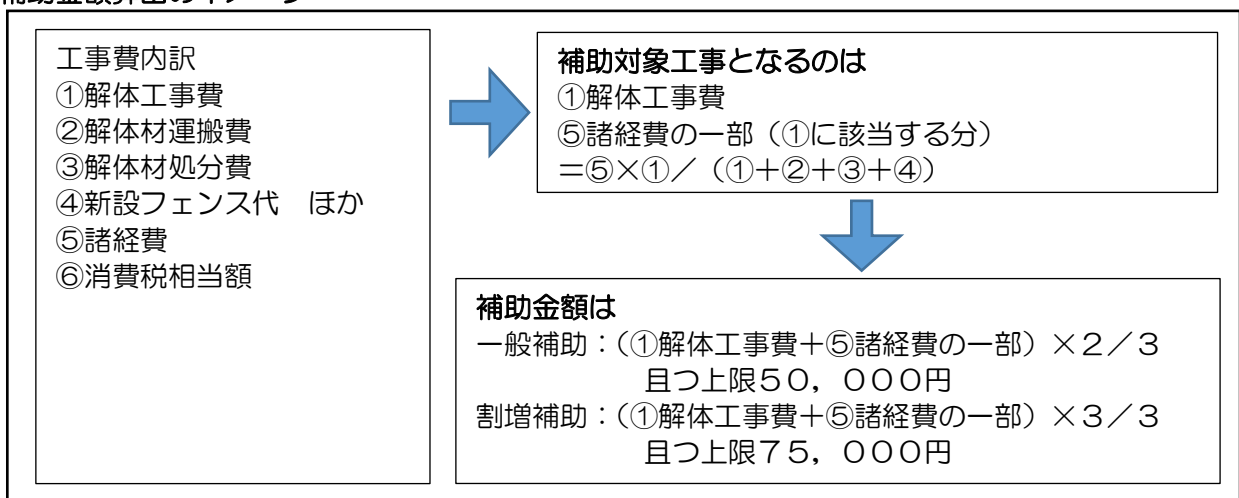 補助金額算出のイメージ
工事費内訳
①解体工事費
②解体材運搬費
③解体材処分費
④新設フェンス代　ほか
⑤諸経費
⑥消費税相当額
補助対象工事となるのは
①解体工事費
⑤諸経費の一部（①に該当する分）
＝⑤×①／（①＋②＋③＋④）
補助金額は
一般補助：（①解体工事費＋⑤諸経費の一部）×２／３
且つ上限５０，０００円
割増補助：（①解体工事費＋⑤諸経費の一部）×３／３
且つ上限７５，０００円